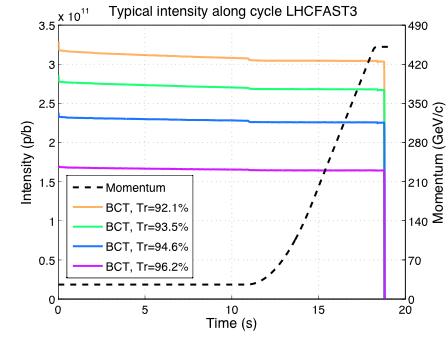 x 10¹¹
Typical intensity along cycle LHCFAST3
3.5
3
2.5
2
1.5
1
0.5
0
Intensity (p/b)
490
420
350
280
210
140
70
0
Momentum (GeV/c)
Momentum
BCT, Tr=92.1%
BCT, Tr=93.5%
BCT, Tr=94.6%
BCT, Tr=96.2%
0 5 10 15 20
Time (s)